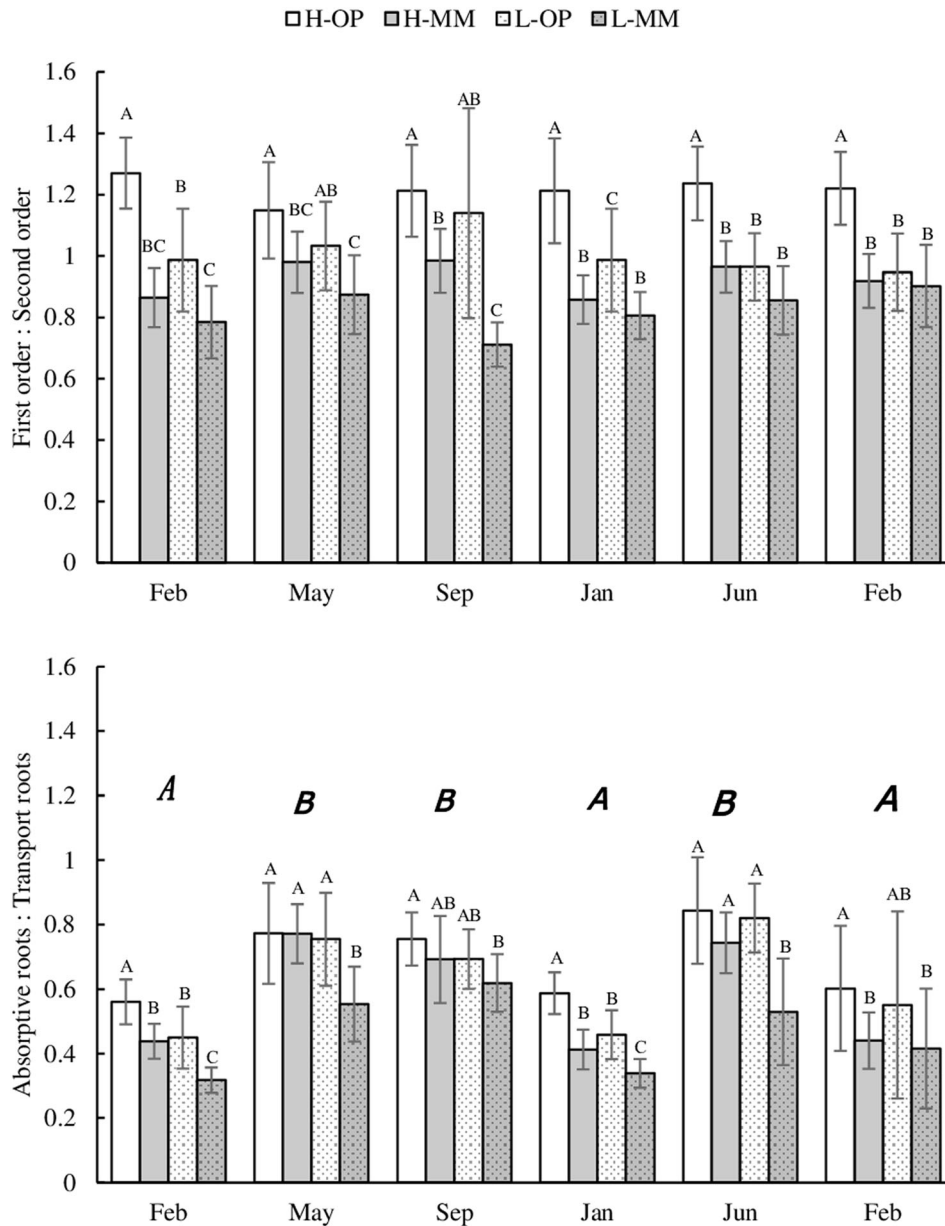 H-OP H-MM L-OP L-MM
First order : Second order
1.6
1.4
1.2
1
0.8
0.6
0.4
0.2
0
A BC B C
A BC AB C
A B AB C
A B C B
A B B B
A B B B
Feb May Sep Jan Jun Feb
Absorptive roots : Transport roots
1.6
1.4
1.2
1
0.8
0.6
0.4
0.2
0
A B B A B A
A B B C
A A A B
A AB AB B
A B B C
A A A B
A B AB B
Feb May Sep Jan Jun Feb